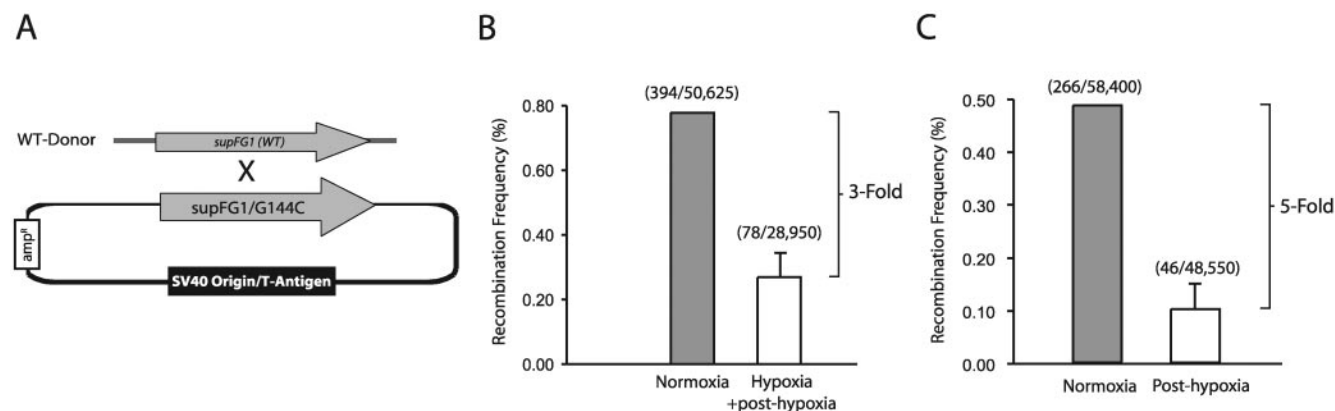 A
WT-Donor
supFG1 (WT)
X
supFG1/G144C
ampR
SV40 Origin/T-Antigen
B
Recombination Frequency (%)
0.80
0.60
0.40
0.20
0.00
(394/50,625)
(78/28,950)
3-Fold
Normoxia
Hypoxia
+post-hypoxia
C
Recombination Frequency (%)
0.50
0.40
0.30
0.20
0.10
0.00
(266/58,400)
(46/48,550)
5-Fold
Normoxia
Post-hypoxia